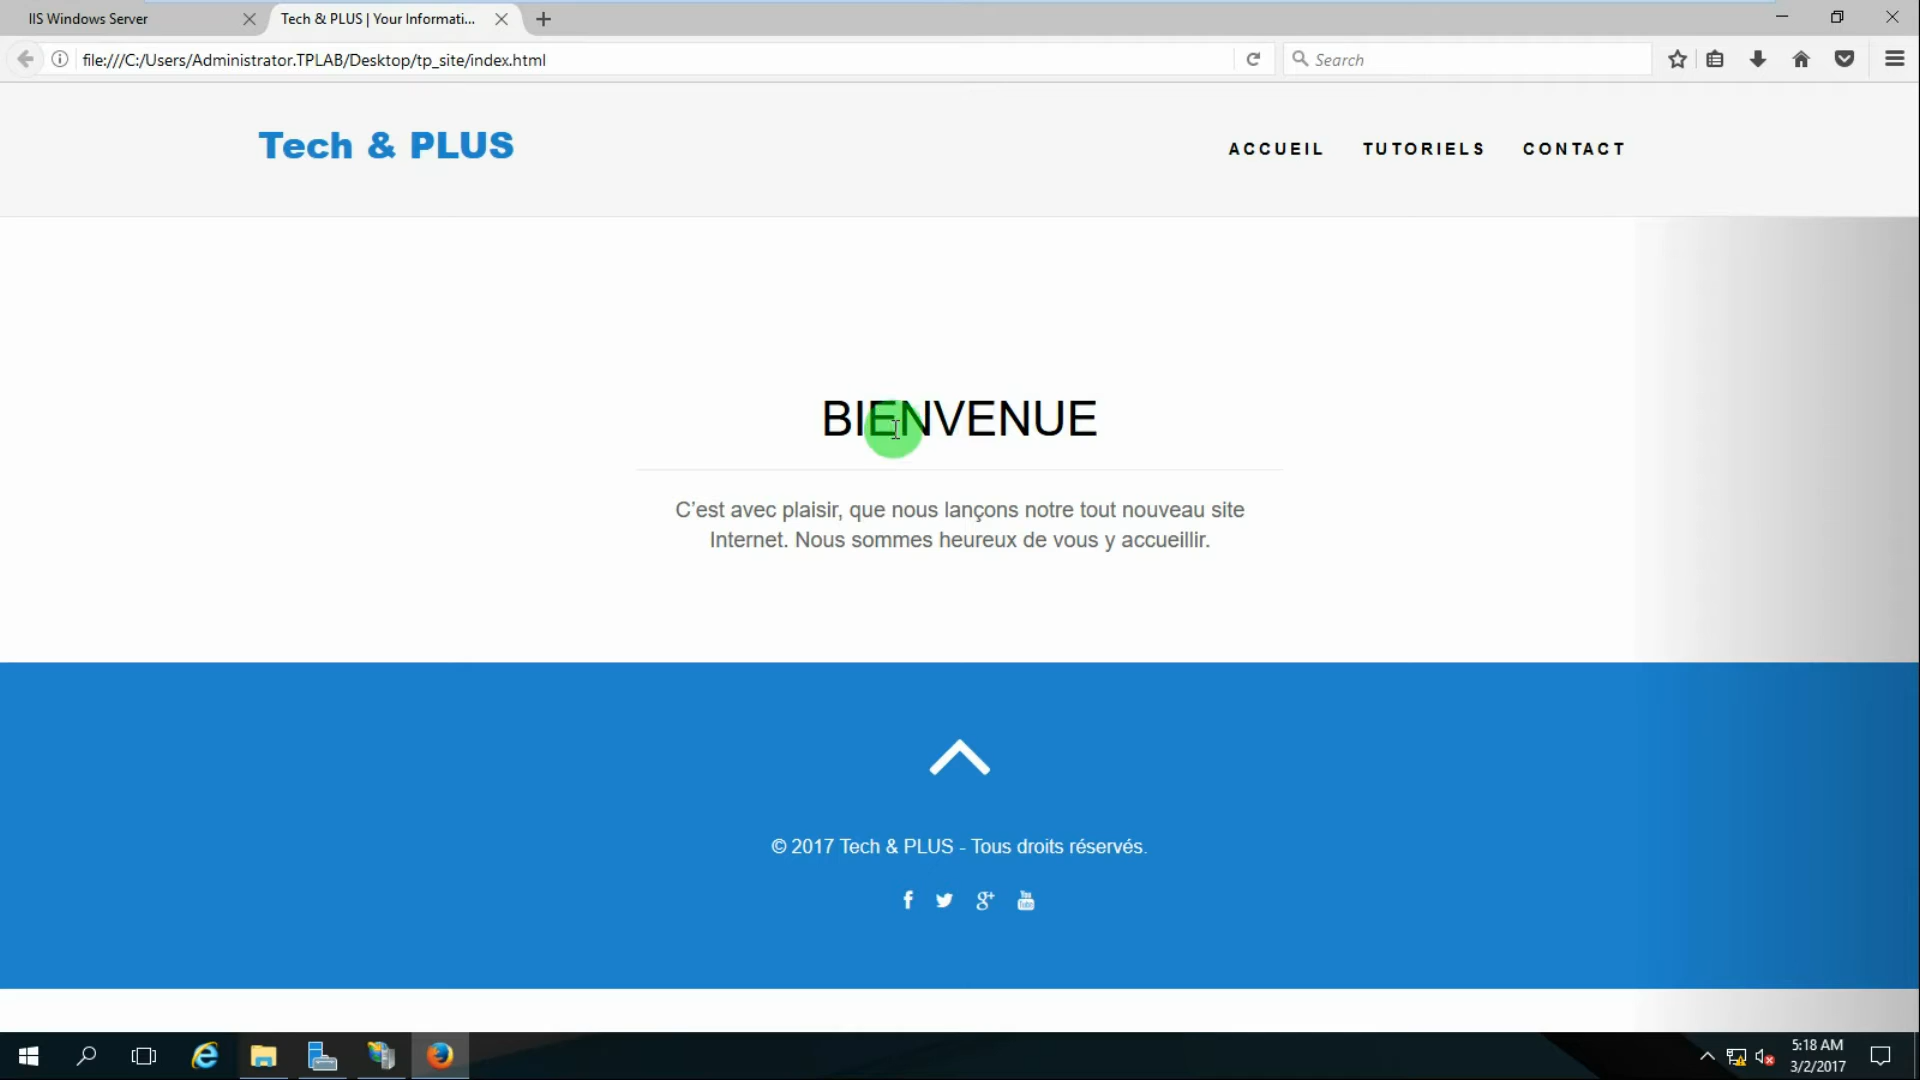 IIS Windows Server
Tech & PLUS | Your Informati...
file:///C:/Users/Administrator.TPLAB/Desktop/tp_site/index.html
Search
Tech & PLUS
ACCUEIL
TUTORIELS
CONTACT
BIENVENUE
C’est avec plaisir, que nous lançons notre tout nouveau site
Internet. Nous sommes heureux de vous y accueillir.
© 2017 Tech & PLUS - Tous droits réservés.
5:18 AM
3/2/2017